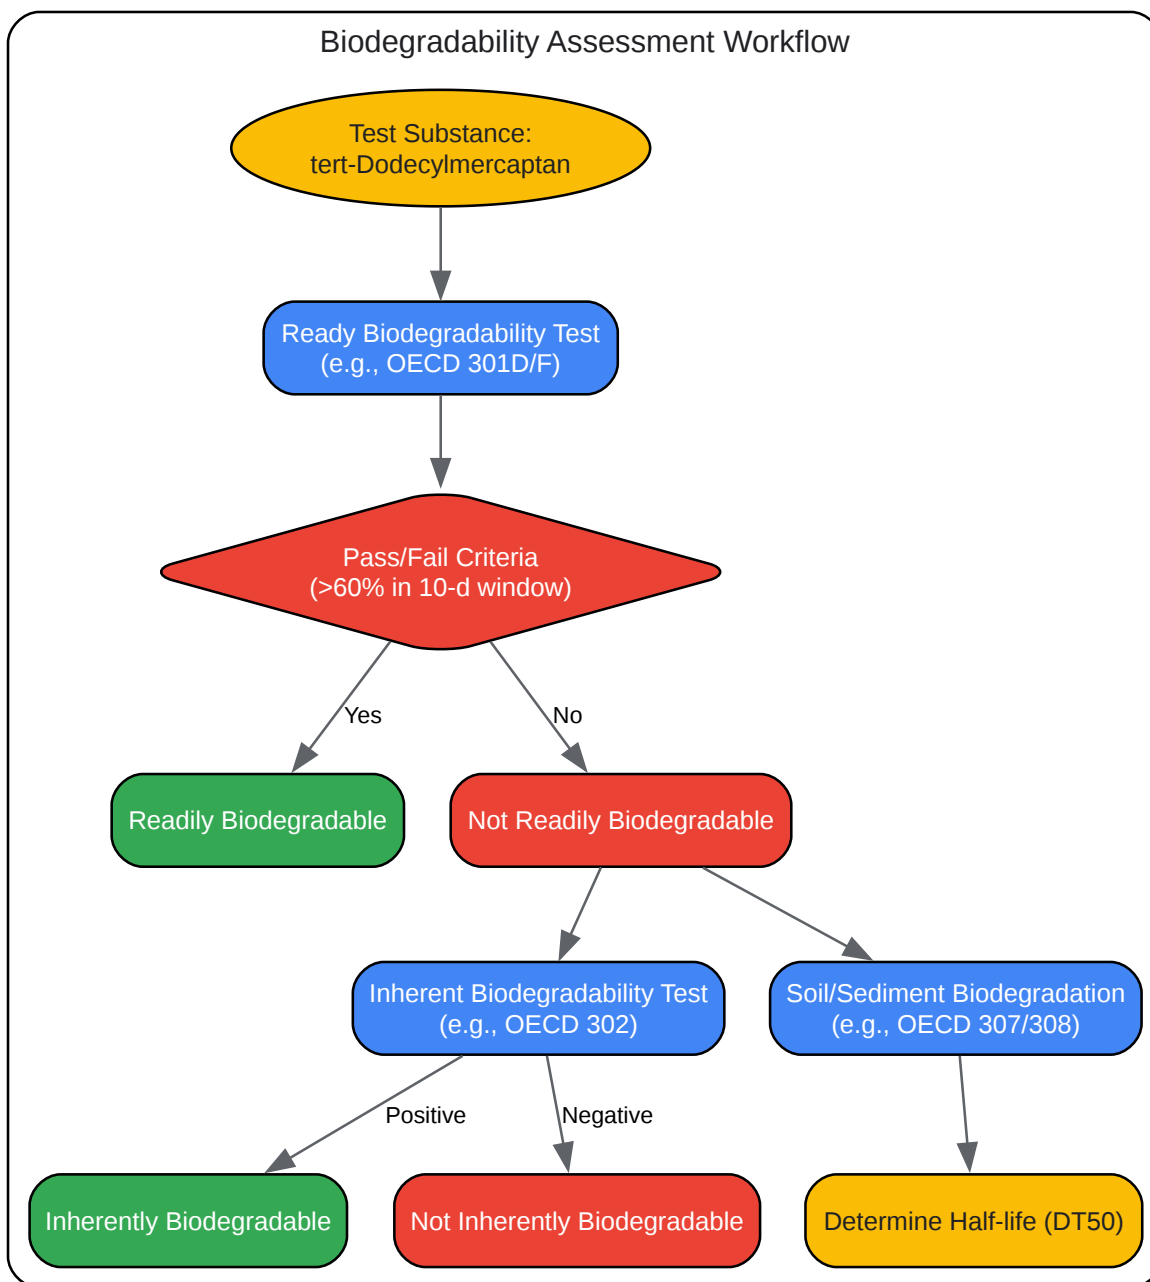 Biodegradability Assessment Workflow
Test Substance:
tert-Dodecylmercaptan
Ready Biodegradability Test
(e.g., OECD 301D/F)
Pass/Fail Criteria
(>60% in 10-d window)
Yes
No
Readily Biodegradable
Not Readily Biodegradable
Inherent Biodegradability Test
(e.g., OECD 302)
Soil/Sediment Biodegradation
(e.g., OECD 307/308)
Positive
Negative
Inherently Biodegradable
Not Inherently Biodegradable
Determine Half-life (DT50)